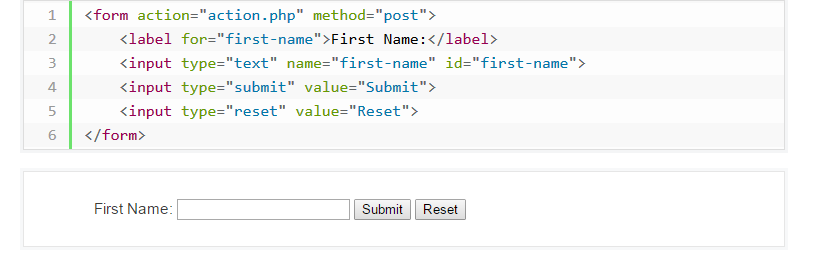 1 <form action="action.php" method="post">
2     <label for="first-name">First Name:</label>
3     <input type="text" name="first-name" id="first-name">
4     <input type="submit" value="Submit">
5     <input type="reset" value="Reset">
6 </form>
First Name: Submit Reset